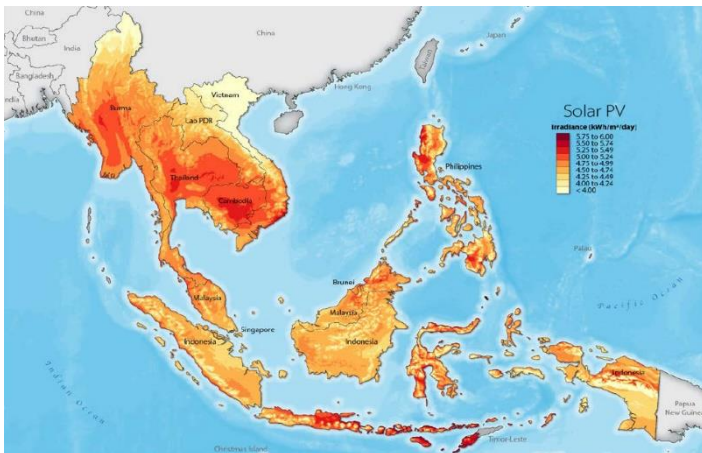 China
China
Bhutan
India
Bangladesh
India
Burma
Vietnam
Lao PDR
Thailand
Cambodia
Japan
Taiwan
Hong Kong
Solar PV
Irradiance (kWh/m²/day)
5.75 to 6.00
5.50 to 5.74
5.25 to 5.49
5.00 to 5.24
4.75 to 4.99
4.50 to 4.74
4.25 to 4.49
4.00 to 4.24
< 4.00
Philippines
Palau
Pacific Ocean
Brunei
Malaysia
Malaysia
Singapore
Indonesia
Indonesia
Indonesia
Papua
New Guinea
Indian Ocean
Timor-Leste
Christmas Island